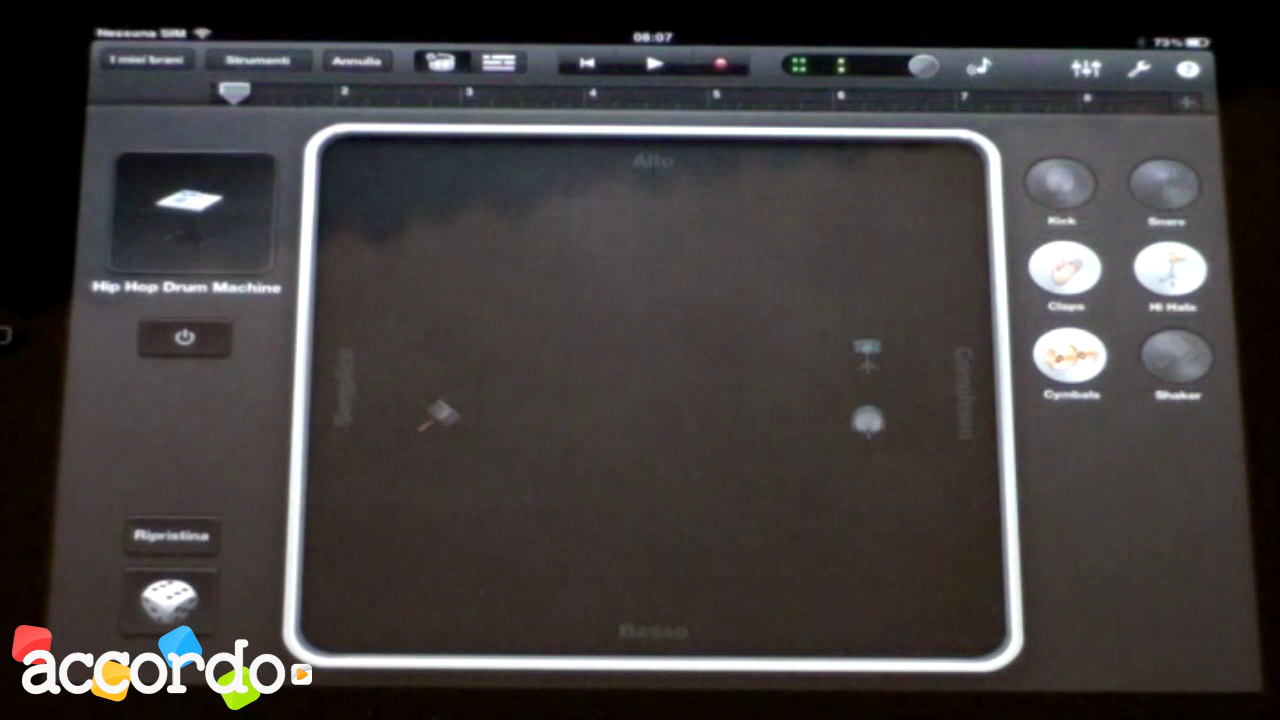 Nessuna SIM
08:07
73%
I miei brani
Strumenti
Annulla
2 3 4 5 6 7 8
Alto
Hip Hop Drum Machine
Kick
Snare
Claps
Hi Hats
Cymbals
Shaker
Semplice
Complesso
Ripristina
Basso
accordo